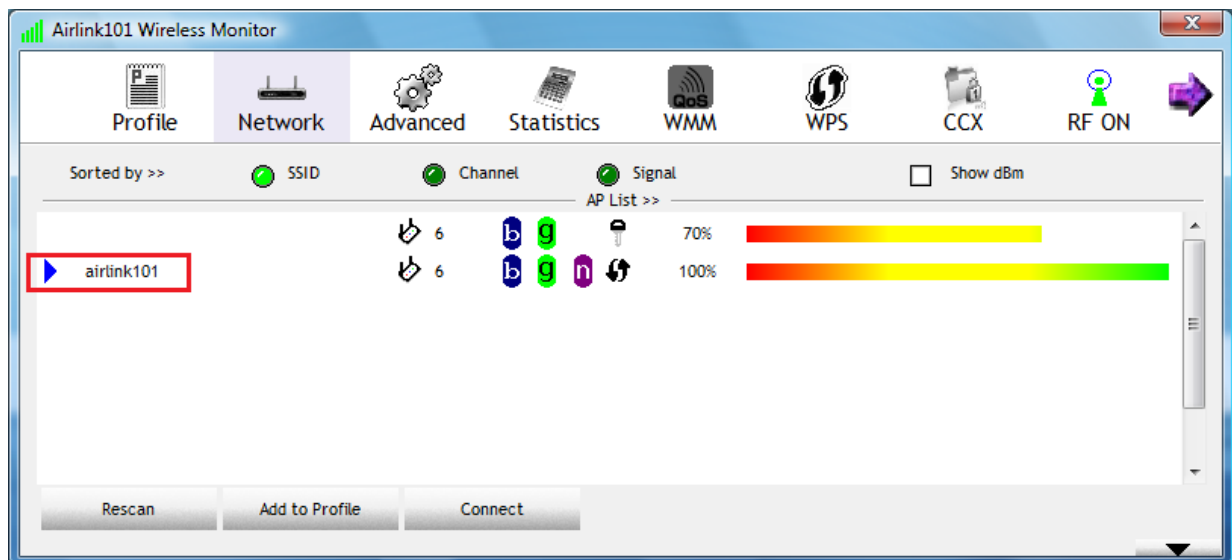 Airlink101 Wireless Monitor
Profile Network Advanced Statistics QoS WMM WPS CCX RF ON
Sorted by >> SSID Channel Signal Show dBm
AP List >>
6 b g 70%
airlink101 6 b g n 100%
Rescan Add to Profile Connect